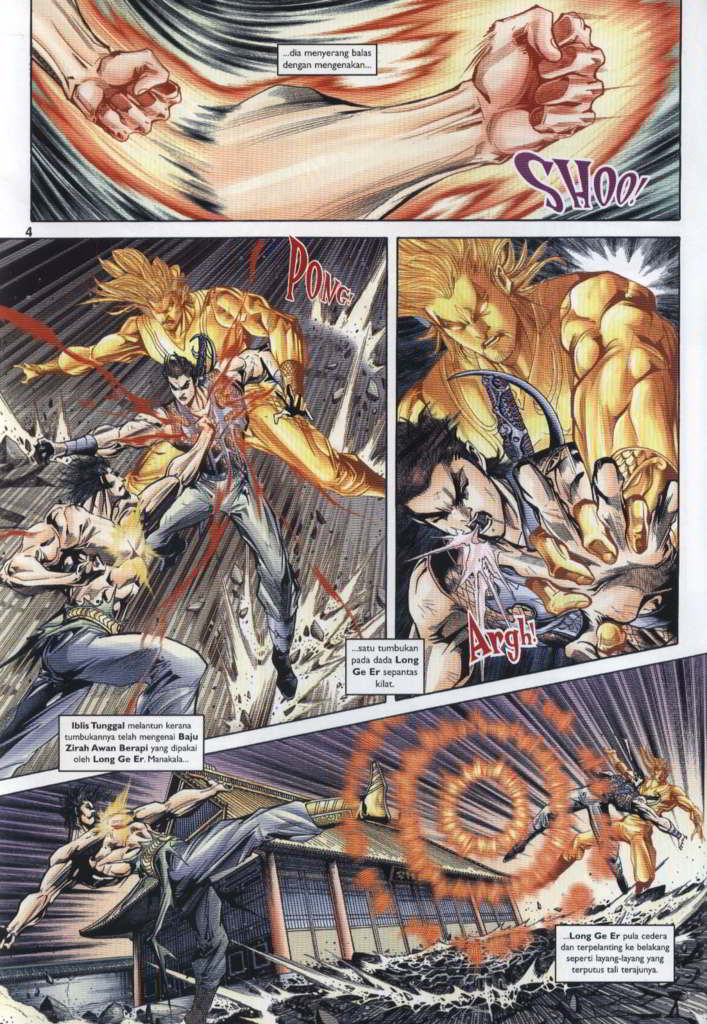 ...dia menyerang balas
dengan mengenakan...
SHOO!
4
PONG!
Argh!
...satu tumbukan
pada dada Long
Ge Er sepantas
kilat.
Iblis Tunggal melantun kerana
tumbukannya telah mengenai Baju
Zirah Awan Berapi yang dipakai
oleh Long Ge Er. Manakala...
...Long Ge Er pula cedera
dan terpelanting ke belakang
seperti layang-layang yang
terputus tali terajunya.